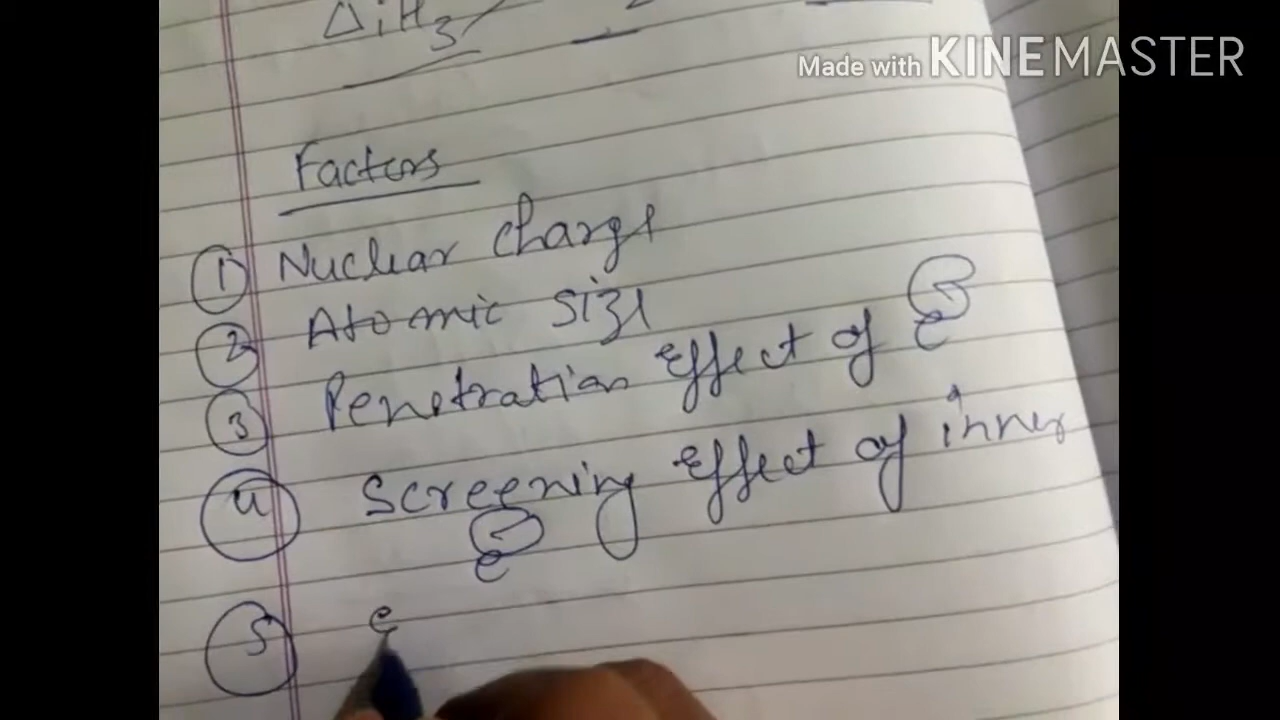 Made with KINEMASTER
ΔiH3
Factors
① Nuclear Charge
② Atomic Size
③ Penetration Effect of e⁻
④ Screening Effect of inner
e⁻
⑤ e